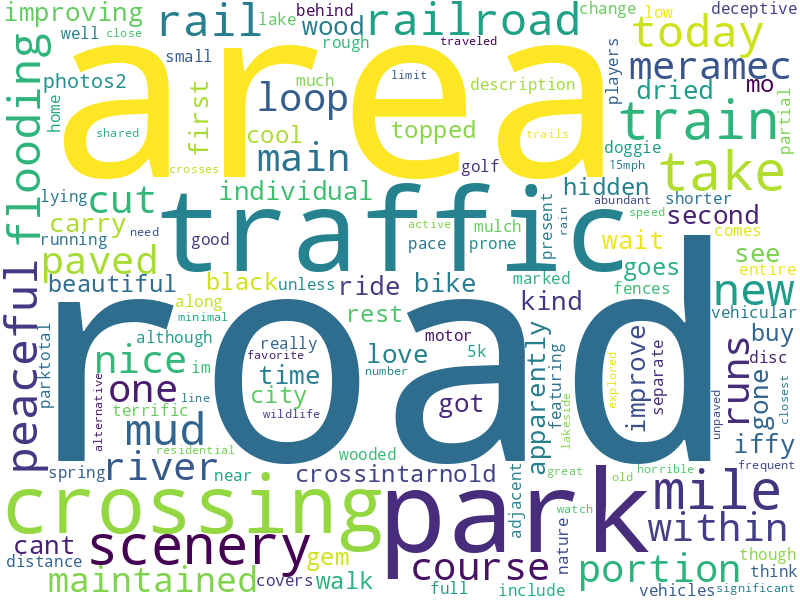 improving
rail
behind
wood
lake
railroad
change
low
deceptive
well
close
rough
traveled
today
area
small
limit
players
meramec
photos2
much
description
mo
flooding
home
first
loop
dried
train
partial
shared
cool
topped
trails
main
golf
doggie
15mph
take
crosses
lying
cut
individual
hidden
abundant
shorter
running
need
traffic
active
mulch
present
rain
speed
second
carry
good
pace
prone
wait
comes
paved
see
entire
peaceful
beautiful
black
unless
ride
bike
marked
goes
fences
new
kind
vehicular
along
minimal
rest
parktotal
although
really
motor
improve
separate
buy
disc
runs
nice
im
favorite
love
5k
apparently
featuring
explored
gone
closest
alternative
one
line
time
number
road
terrific
city
got
lakeside
unpaved
mud
wildlife
iffy
residential
wooded
river
near
spring
crossintarnold
great
old
horrible
frequent
crossing
park
adjacent
mile
watch
cant
scenery
nature
within
distance
gem
course
portion
though
think
maintained
covers
walk
full
include
vehicles
significant